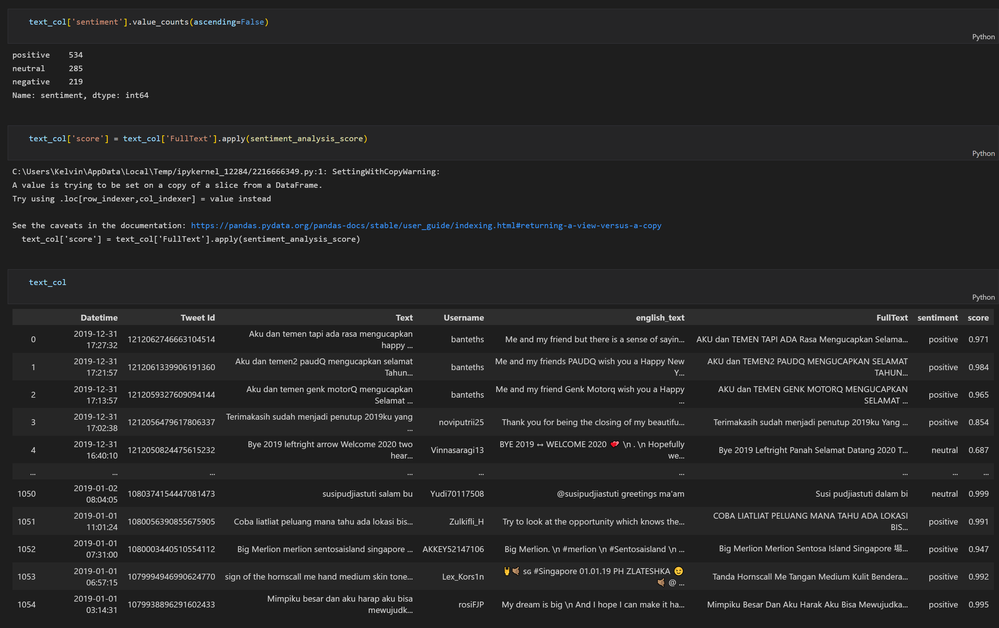 text_col['sentiment'].value_counts(ascending=False)
Python
positive    534
neutral     285
negative    219
Name: sentiment, dtype: int64
text_col['score'] = text_col['FullText'].apply(sentiment_analysis_score)
Python
C:\Users\Kelvin\AppData\Local\Temp/ipykernel_12284/2216666349.py:1: SettingWithCopyWarning:
A value is trying to be set on a copy of a slice from a DataFrame.
Try using .loc[row_indexer,col_indexer] = value instead
See the caveats in the documentation: https://pandas.pydata.org/pandas-docs/stable/user_guide/indexing.html#returning-a-view-versus-a-copy
  text_col['score'] = text_col['FullText'].apply(sentiment_analysis_score)
text_col
Python
Datetime Tweet Id Text Username english_text FullText sentiment score
0 2019-12-31 17:27:32 1212062746663104514 Aku dan temen tapi ada rasa mengucapkan happy ... banteths Me and my friend but there is a sense of sayin... AKU dan TEMEN TAPI ADA Rasa Mengucapkan Selama... positive 0.971
1 2019-12-31 17:21:57 1212061339906191360 Aku dan temen2 paudQ mengucapkan selamat Tahun... banteths Me and my friends PAUDQ wish you a Happy New Y... AKU dan TEMEN2 PAUDQ MENGUCAPKAN SELAMAT TAHUN... positive 0.984
2 2019-12-31 17:13:57 1212059327609094144 Aku dan temen genk motorQ mengucapkan Selamat ... banteths Me and my friend Genk Motorq wish you a Happy ... AKU dan TEMEN GENK MOTORQ MENGUCAPKAN SELAMAT ... positive 0.965
3 2019-12-31 17:02:38 1212056479617806337 Terimakasih sudah menjadi penutup 2019ku yang ... noviputrii25 Thank you for being the closing of my beautifu... Terimakasih sudah menjadi penutup 2019ku Yang ... positive 0.854
4 2019-12-31 16:40:10 1212050824475615232 Bye 2019 leftright arrow Welcome 2020 two hear... Vinnasaragi13 BYE 2019 ↔ WELCOME 2020 💕 \n . \n Hopefully we... Bye 2019 Leftright Panah Selamat Datang 2020 T... neutral 0.687
... ... ... ... ... ... ... ... ...
1050 2019-01-02 08:04:05 1080374154447081473 susipudjiastuti salam bu Yudi70117508 @susipudjiastuti greetings ma'am Susi pudjiastuti dalam bi neutral 0.999
1051 2019-01-01 11:01:24 1080056390855675905 Coba liatliat peluang mana tahu ada lokasi bis... Zulkifli_H Try to look at the opportunity which knows the... COBA LIATLIAT PELUANG MANA TAHU ADA LOKASI BIS... positive 0.991
1052 2019-01-01 07:31:00 1080003440510554112 Big Merlion merlion sentosaisland singapore ... AKKEY52147106 Big Merlion. \n #merlion \n #Sentosaisland \n ... Big Merlion Merlion Sentosa Island Singapore 場... positive 0.947
1053 2019-01-01 06:57:15 1079994946990624770 sign of the hornscall me hand medium skin tone... Lex_Kors1n 🤘🤙🏽 sɢ #Singapore 01.01.19 PH ZLATESHKA 😉 🤙🏽 @ ... Tanda Hornscall Me Tangan Medium Kulit Bendera... positive 0.992
1054 2019-01-01 03:14:31 1079938896291602433 Mimpiku besar dan aku harap aku bisa mewujudk... rosiFJP My dream is big \n And I hope I can make it ha... Mimpiku Besar Dan Aku Harak Aku Bisa Mewujudka... positive 0.995